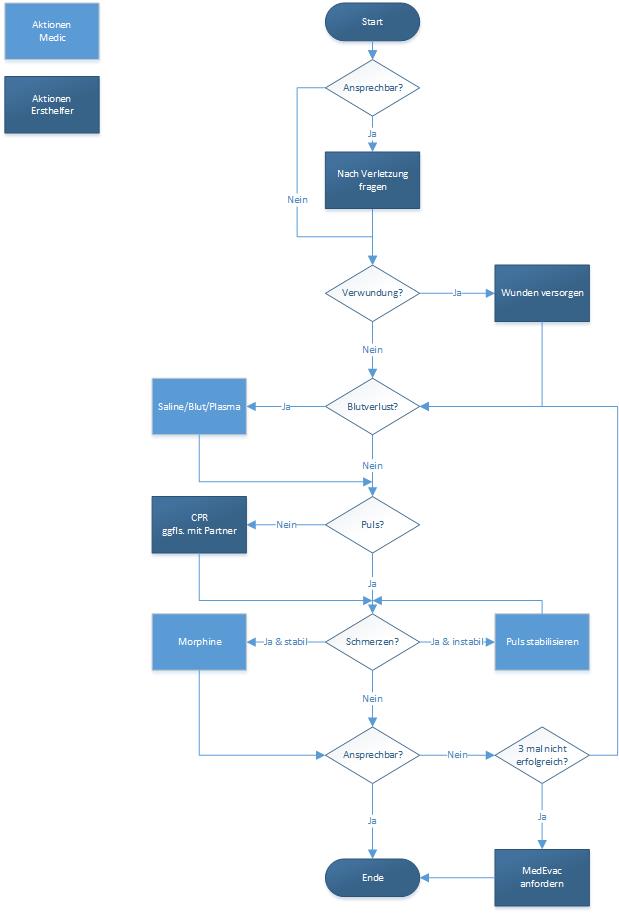 Aktionen
Medic
Aktionen
Ersthelfer
Start
Ansprechbar?
Ja
Nach Verletzung
fragen
Nein
Verwundung?
Ja
Wunden versorgen
Nein
Saline/Blut/Plasma
Ja
Blutverlust?
Nein
CPR
ggfls. mit Partner
Nein
Puls?
Ja
Morphine
Ja & stabil
Schmerzen?
Ja & instabil
Puls stabilisieren
Nein
Ansprechbar?
Nein
3 mal nicht
erfolgreich?
Ja
Ja
Ende
MedEvac
anfordern